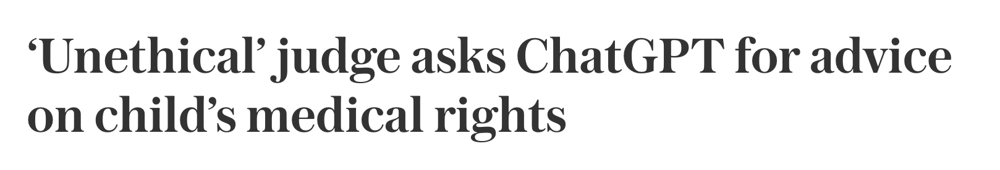 ‘Unethical’ judge asks ChatGPT for advice
on child’s medical rights